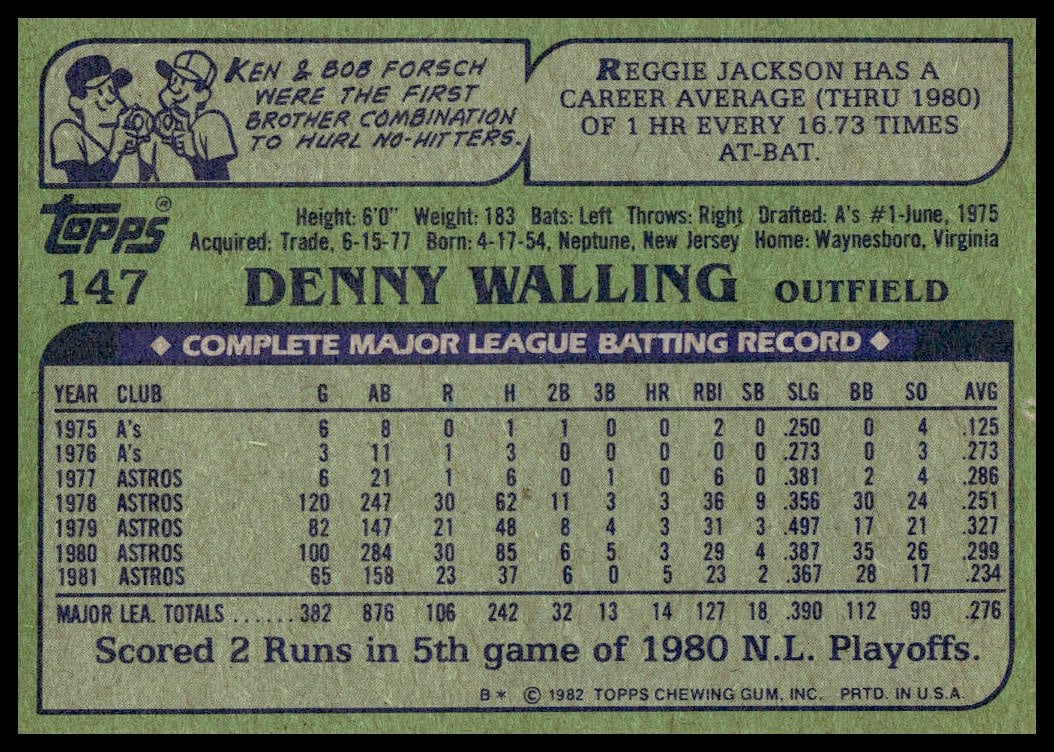 KEN & BOB FORSCH
WERE THE FIRST
BROTHER COMBINATION
TO HURL NO-HITTERS.
REGGIE JACKSON HAS A
CAREER AVERAGE (THRU 1980)
OF 1 HR EVERY 16.73 TIMES
AT-BAT.
topps®
Height: 6'0" Weight: 183 Bats: Left Throws: Right Drafted: A's #1-June, 1975
Acquired: Trade, 6-15-77 Born: 4-17-54, Neptune, New Jersey Home: Waynesboro, Virginia
147 DENNY WALLING OUTFIELD
◆ COMPLETE MAJOR LEAGUE BATTING RECORD ◆
YEAR CLUB G AB R H 2B 3B HR RBI SB SLG BB SO AVG
1975 A's 6 8 0 1 1 0 0 2 0 .250 0 4 .125
1976 A's 3 11 1 3 0 0 0 0 0 .273 0 3 .273
1977 ASTROS 6 21 1 6 0 1 0 6 0 .381 2 4 .286
1978 ASTROS 120 247 30 62 11 3 3 36 9 .356 30 24 .251
1979 ASTROS 82 147 21 48 8 4 3 31 3 .497 17 21 .327
1980 ASTROS 100 284 30 85 6 5 3 29 4 .387 35 26 .299
1981 ASTROS 65 158 23 37 6 0 5 23 2 .367 28 17 .234
MAJOR LEA. TOTALS ...... 382 876 106 242 32 13 14 127 18 .390 112 99 .276
Scored 2 Runs in 5th game of 1980 N.L. Playoffs.
B* © 1982 TOPPS CHEWING GUM, INC. PRTD. IN U.S.A.